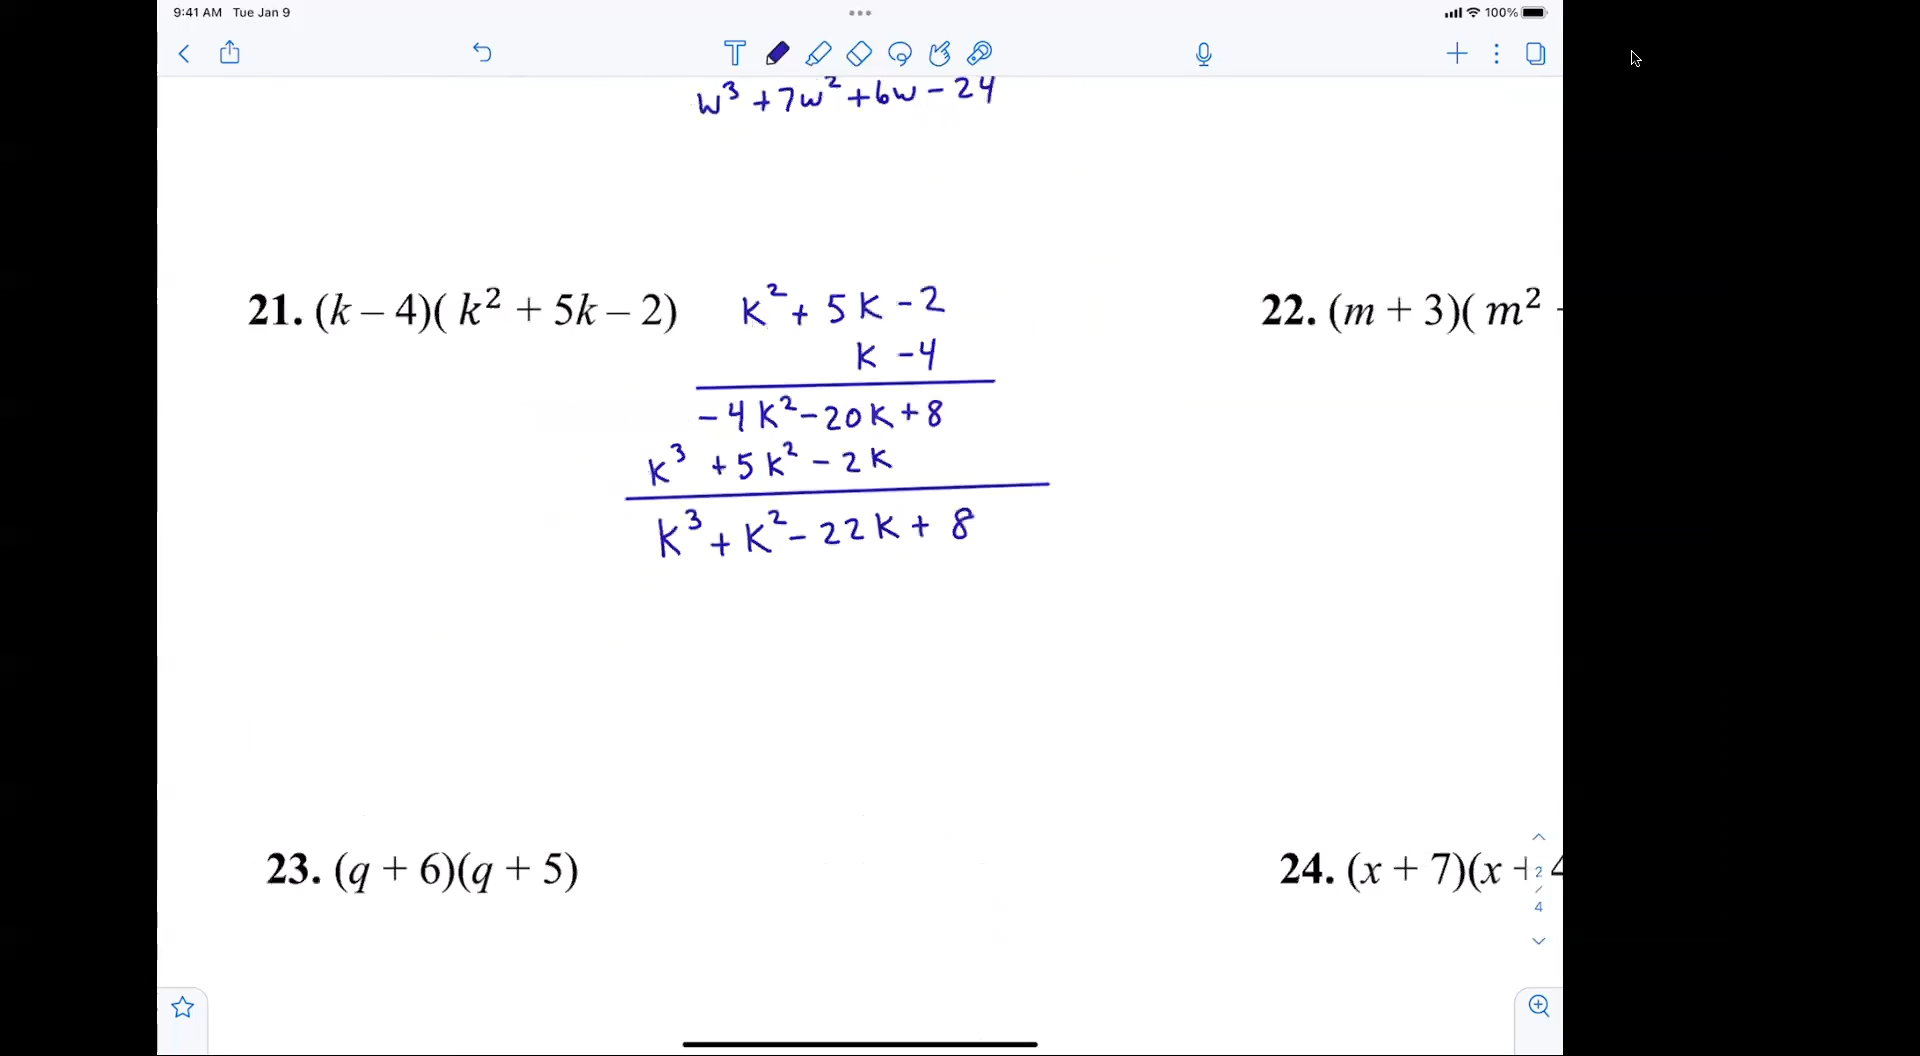 9:41 AM Tue Jan 9
100%
w³ + 7w² + 6w − 24
21. (k – 4)( k² + 5k – 2)
k² + 5k − 2
k − 4
− 4k² − 20k + 8
k³ + 5k² − 2k
k³ + k² − 22k + 8
22. (m + 3)( m² -
23. (q + 6)(q + 5)
24. (x + 7)(x + 4
2
/
4